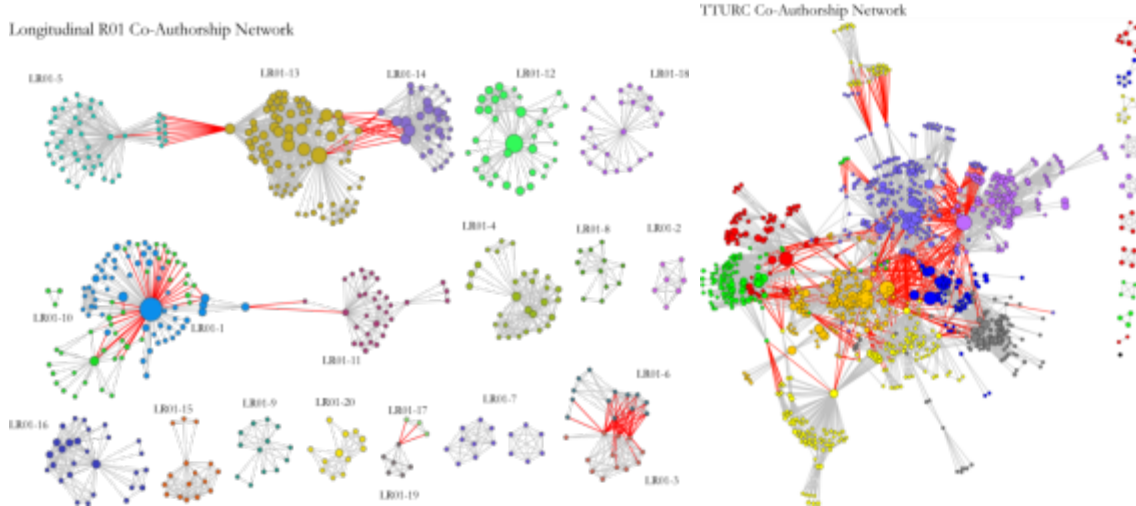 TTURC Co-Authorship Network
Longitudinal R01 Co-Authorship Network
LR01-5
LR01-13
LR01-14
LR01-12
LR01-18
LR01-4
LR01-8
LR01-2
LR01-10
LR01-1
LR01-11
LR01-6
LR01-16
LR01-15
LR01-9
LR01-20
LR01-17
LR01-7
LR01-19
LR01-3